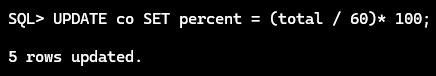 SQL> UPDATE co SET percent = (total / 60)* 100;
5 rows updated.